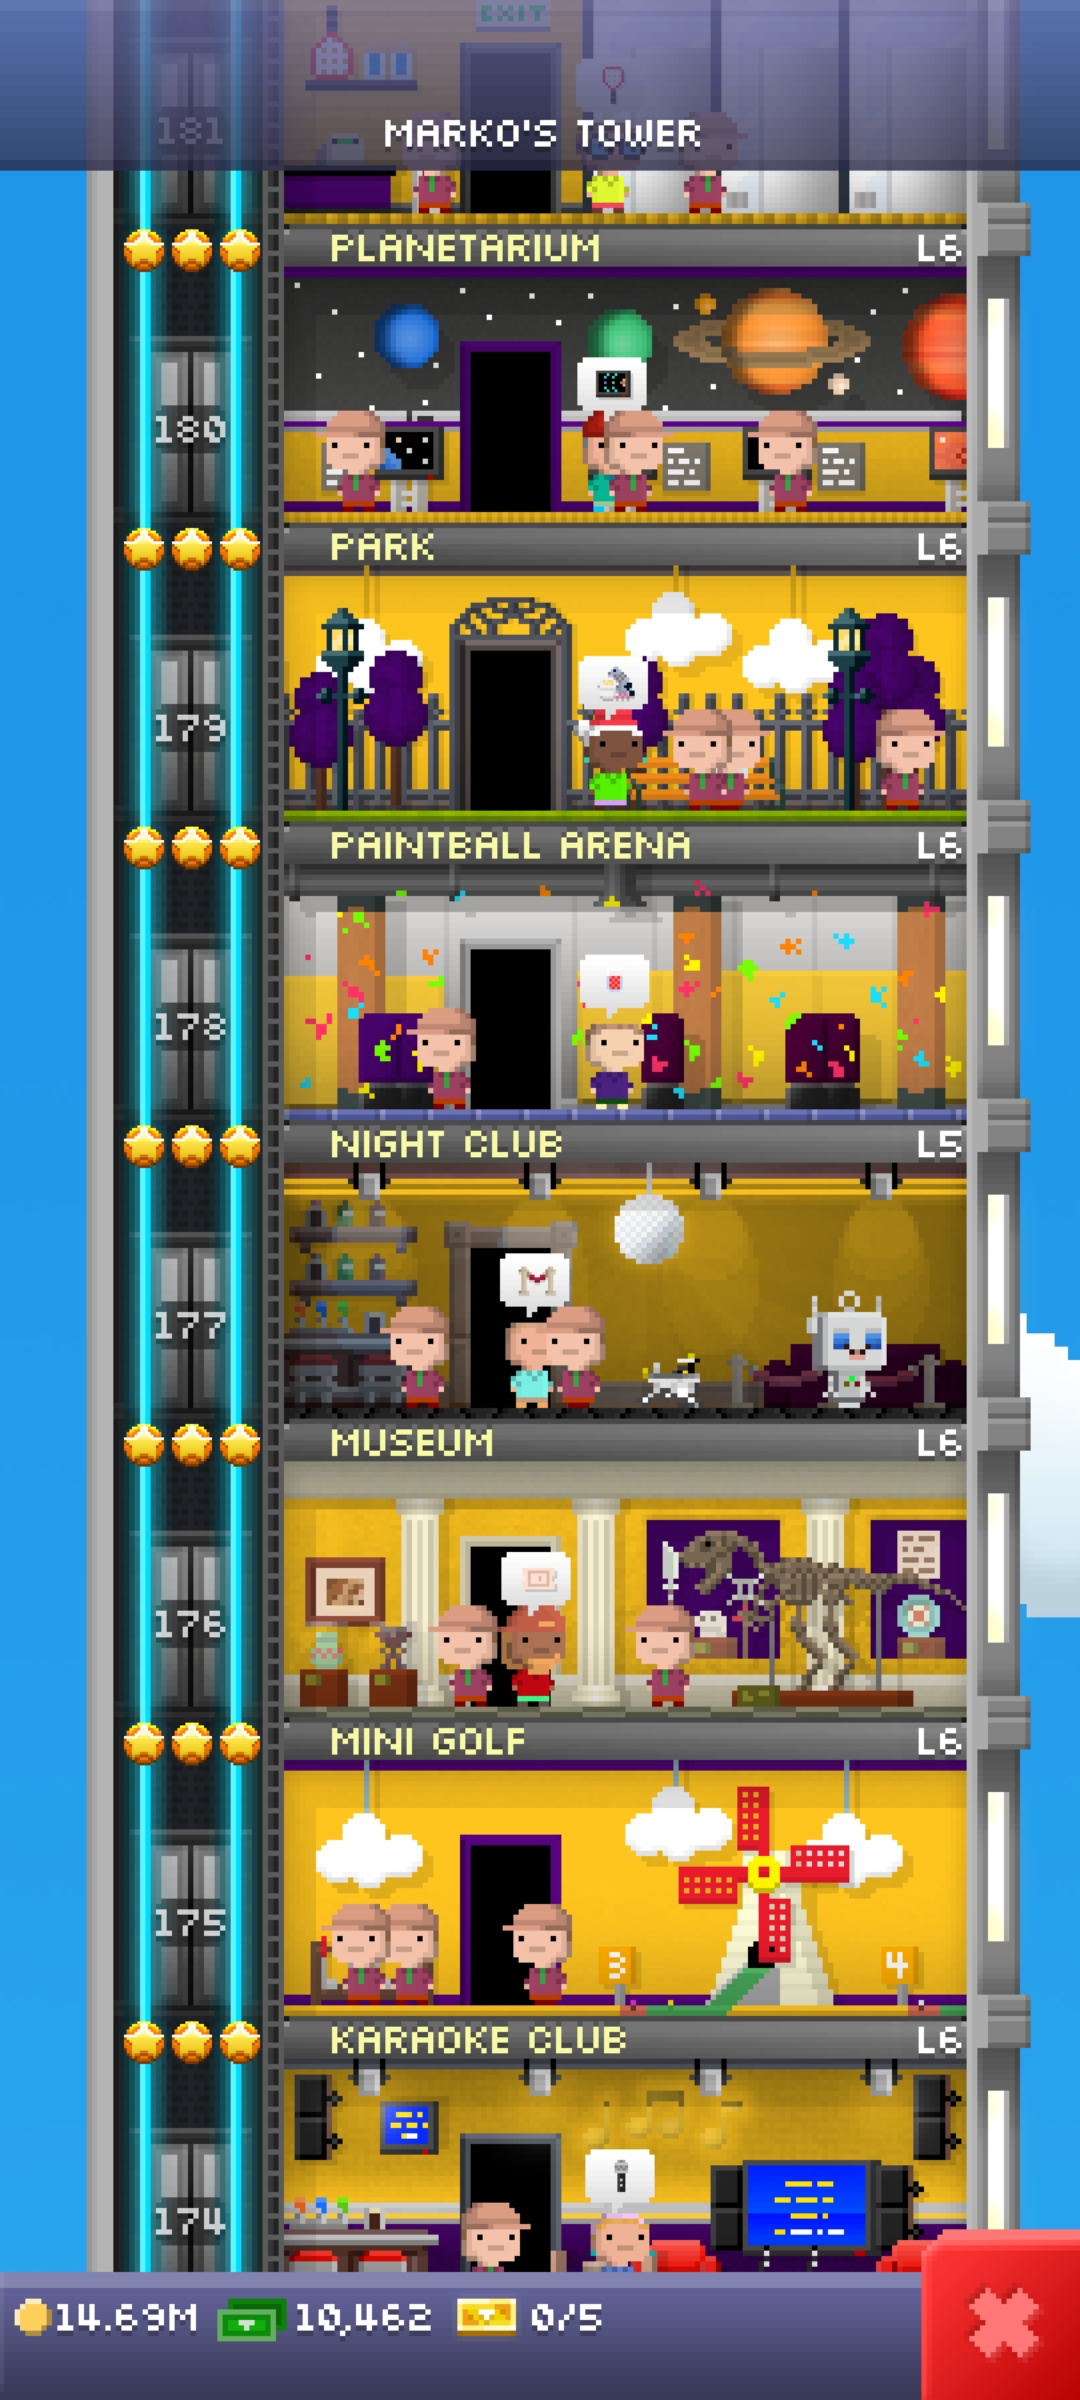 EXIT
181
MARKO'S TOWER
PLANETARIUM L6
180
PARK L6
179
PAINTBALL ARENA L6
178
NIGHT CLUB L5
177
MUSEUM L6
176
MINI GOLF L6
175
3 4
KARAOKE CLUB L6
174
14.69M 10,462 0/5